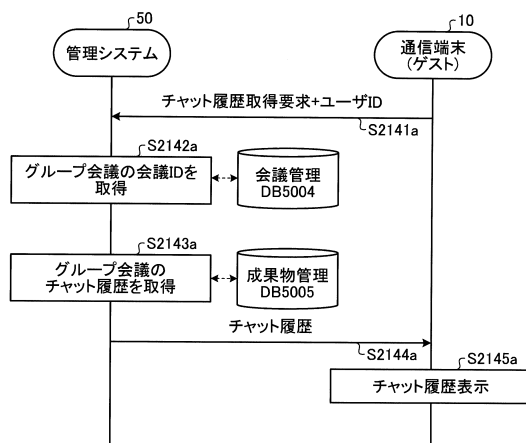 50
管理システム
10
通信端末
(ゲスト)
チャット履歴取得要求+ユーザID
S2141a
S2142a
グループ会議の会議IDを
取得
会議管理
DB5004
S2143a
グループ会議の
チャット履歴を取得
成果物管理
DB5005
チャット履歴
S2144a
S2145a
チャット履歴表示